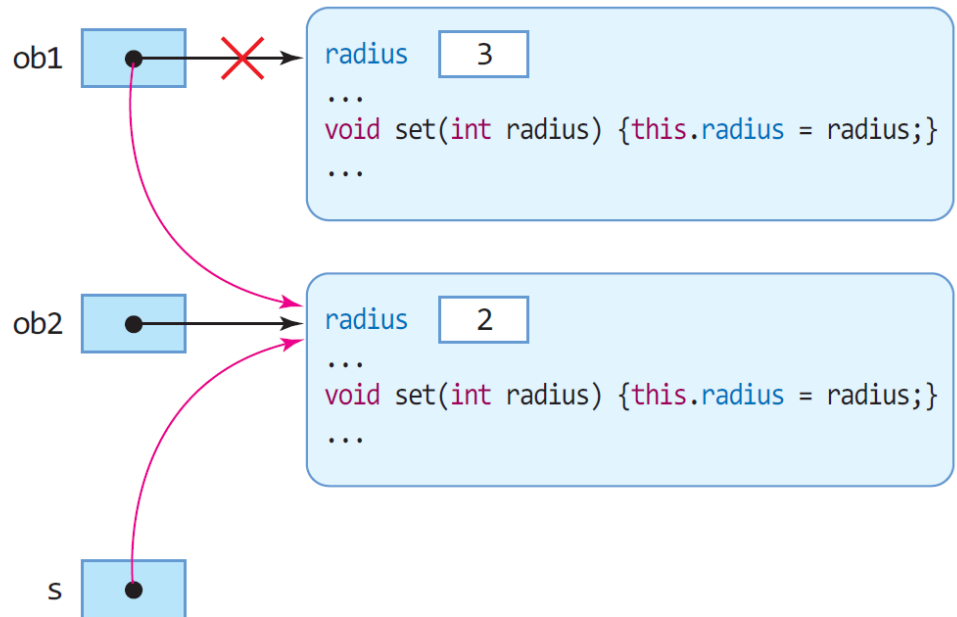 ob1
radius 3
...
void set(int radius) {this.radius = radius;}
...
ob2
radius 2
...
void set(int radius) {this.radius = radius;}
...
s